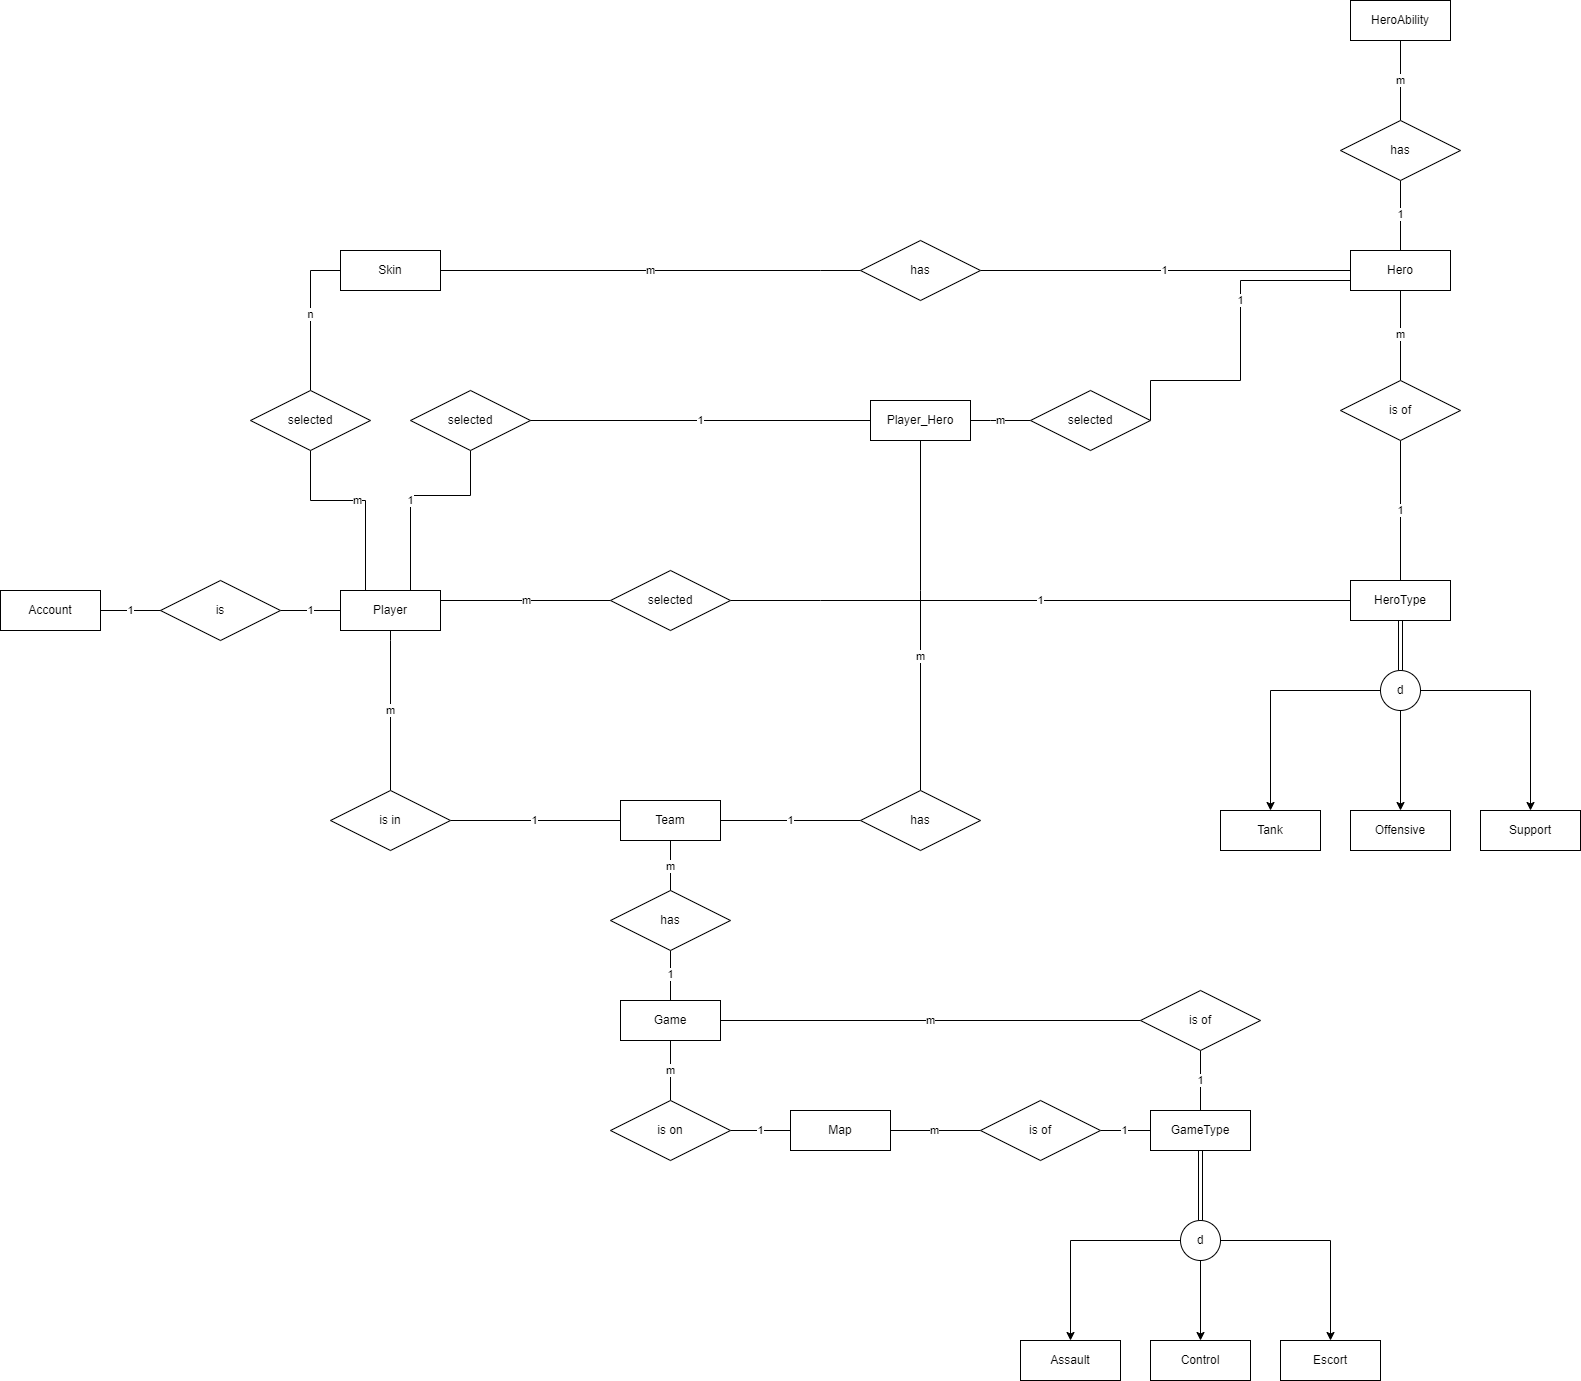 HeroAbility
m
has
1
Skin
m
has
1
Hero
n
1
m
selected
selected
1
Player_Hero
m
selected
is of
m
1
1
Account
1
is
1
Player
m
selected
1
HeroType
m
d
m
is in
1
Team
1
has
Tank
Offensive
Support
m
has
1
Game
m
is of
m
1
is on
1
Map
m
is of
1
GameType
d
Assault
Control
Escort